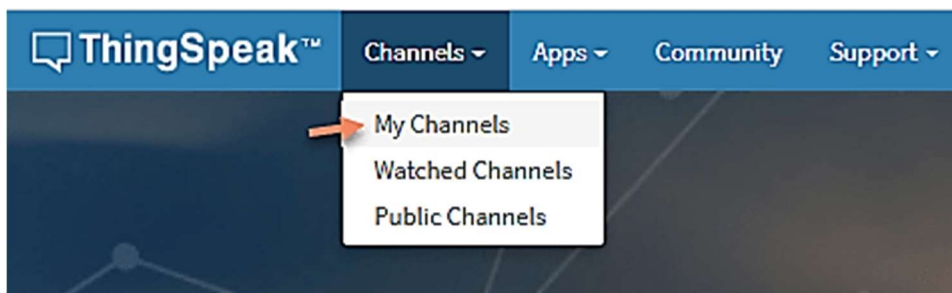 ThingSpeak™ Channels Apps Community Support
My Channels
Watched Channels
Public Channels